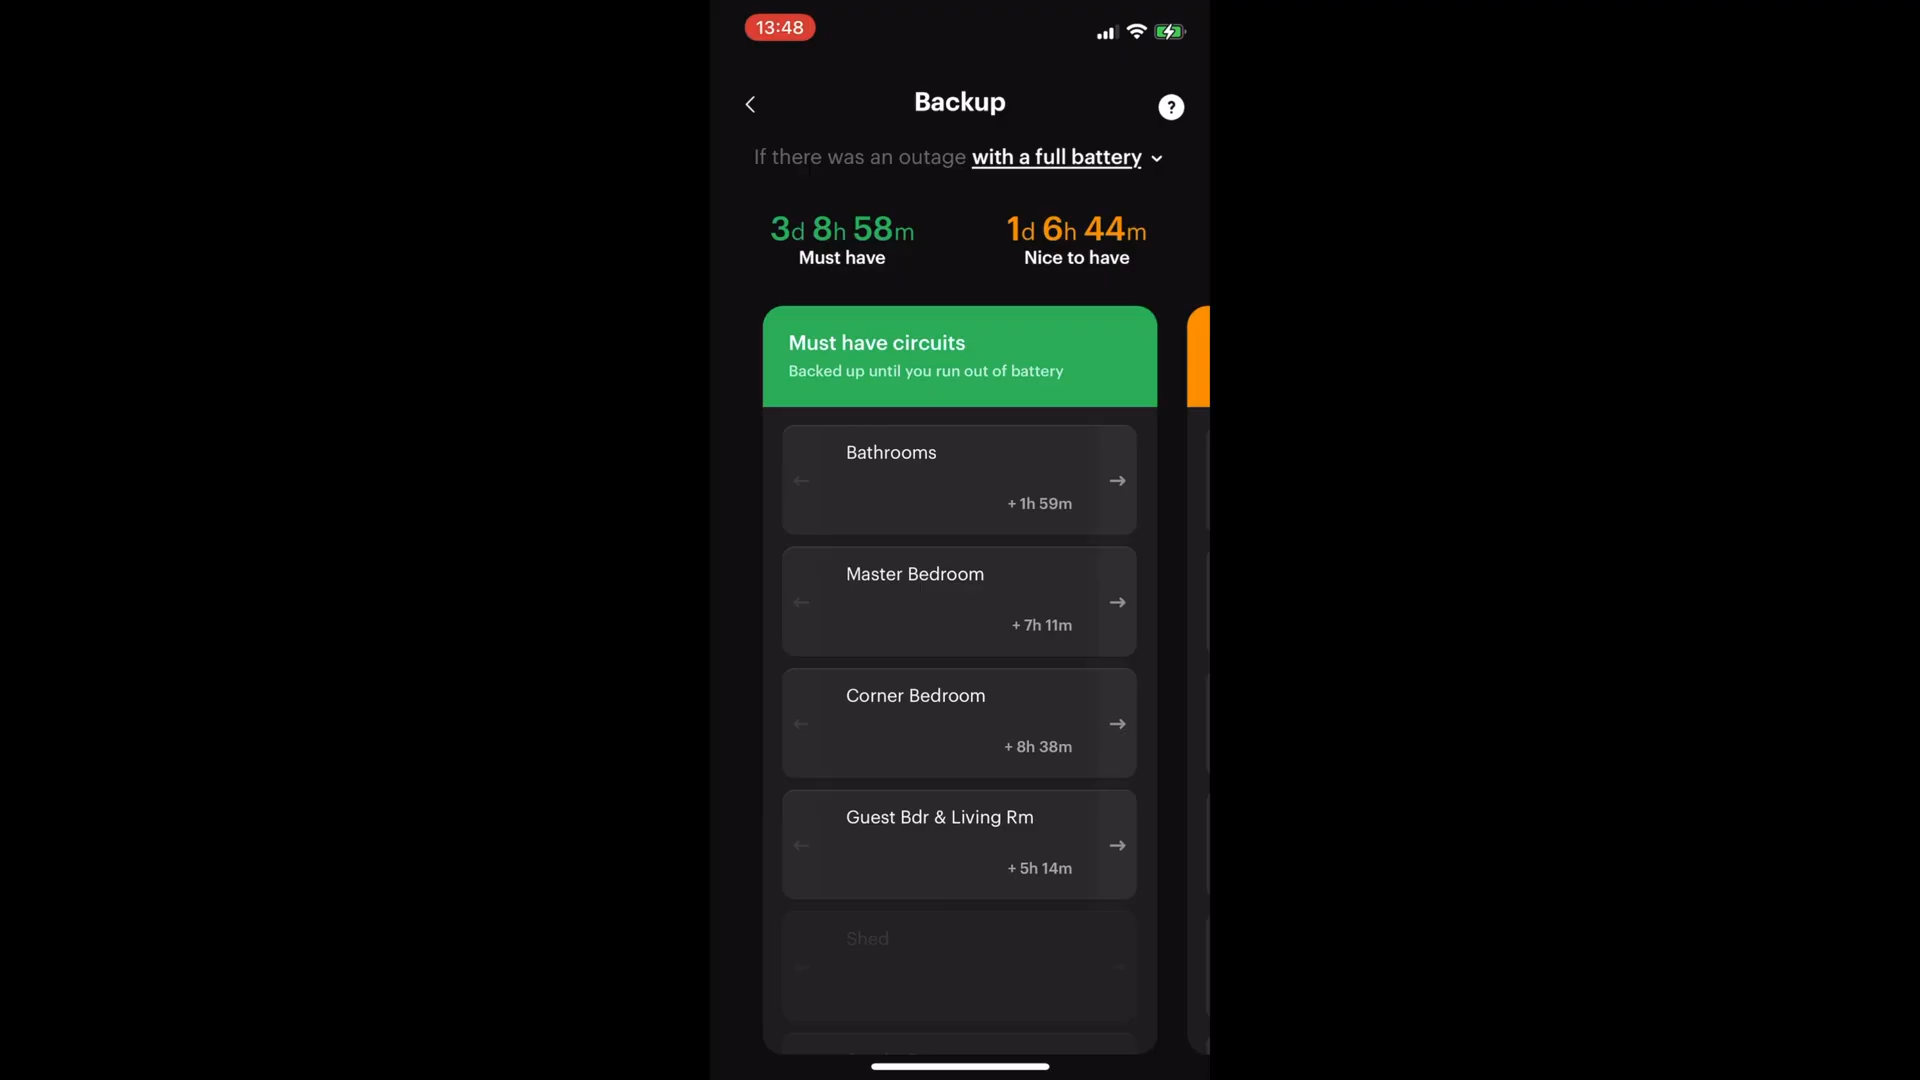 13:48
Backup
?
If there was an outage with a full battery
3d 8h 58m
Must have
1d 6h 44m
Nice to have
Must have circuits
Backed up until you run out of battery
Bathrooms
+ 1h 59m
Master Bedroom
+ 7h 11m
Corner Bedroom
+ 8h 38m
Guest Bdr & Living Rm
+ 5h 14m
Shed